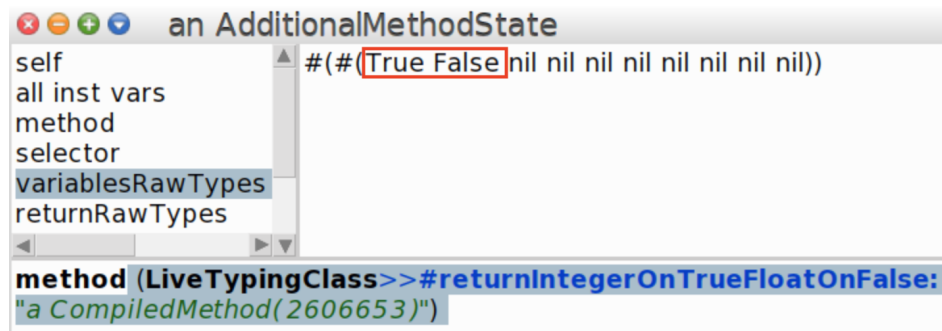 an AdditionalMethodState
self
all inst vars
method
selector
variablesRawTypes
returnRawTypes
#(#(True False nil nil nil nil nil nil nil nil))
method (LiveTypingClass>>#returnIntegerOnTrueFloatOnFalse:
"a CompiledMethod(2606653)")